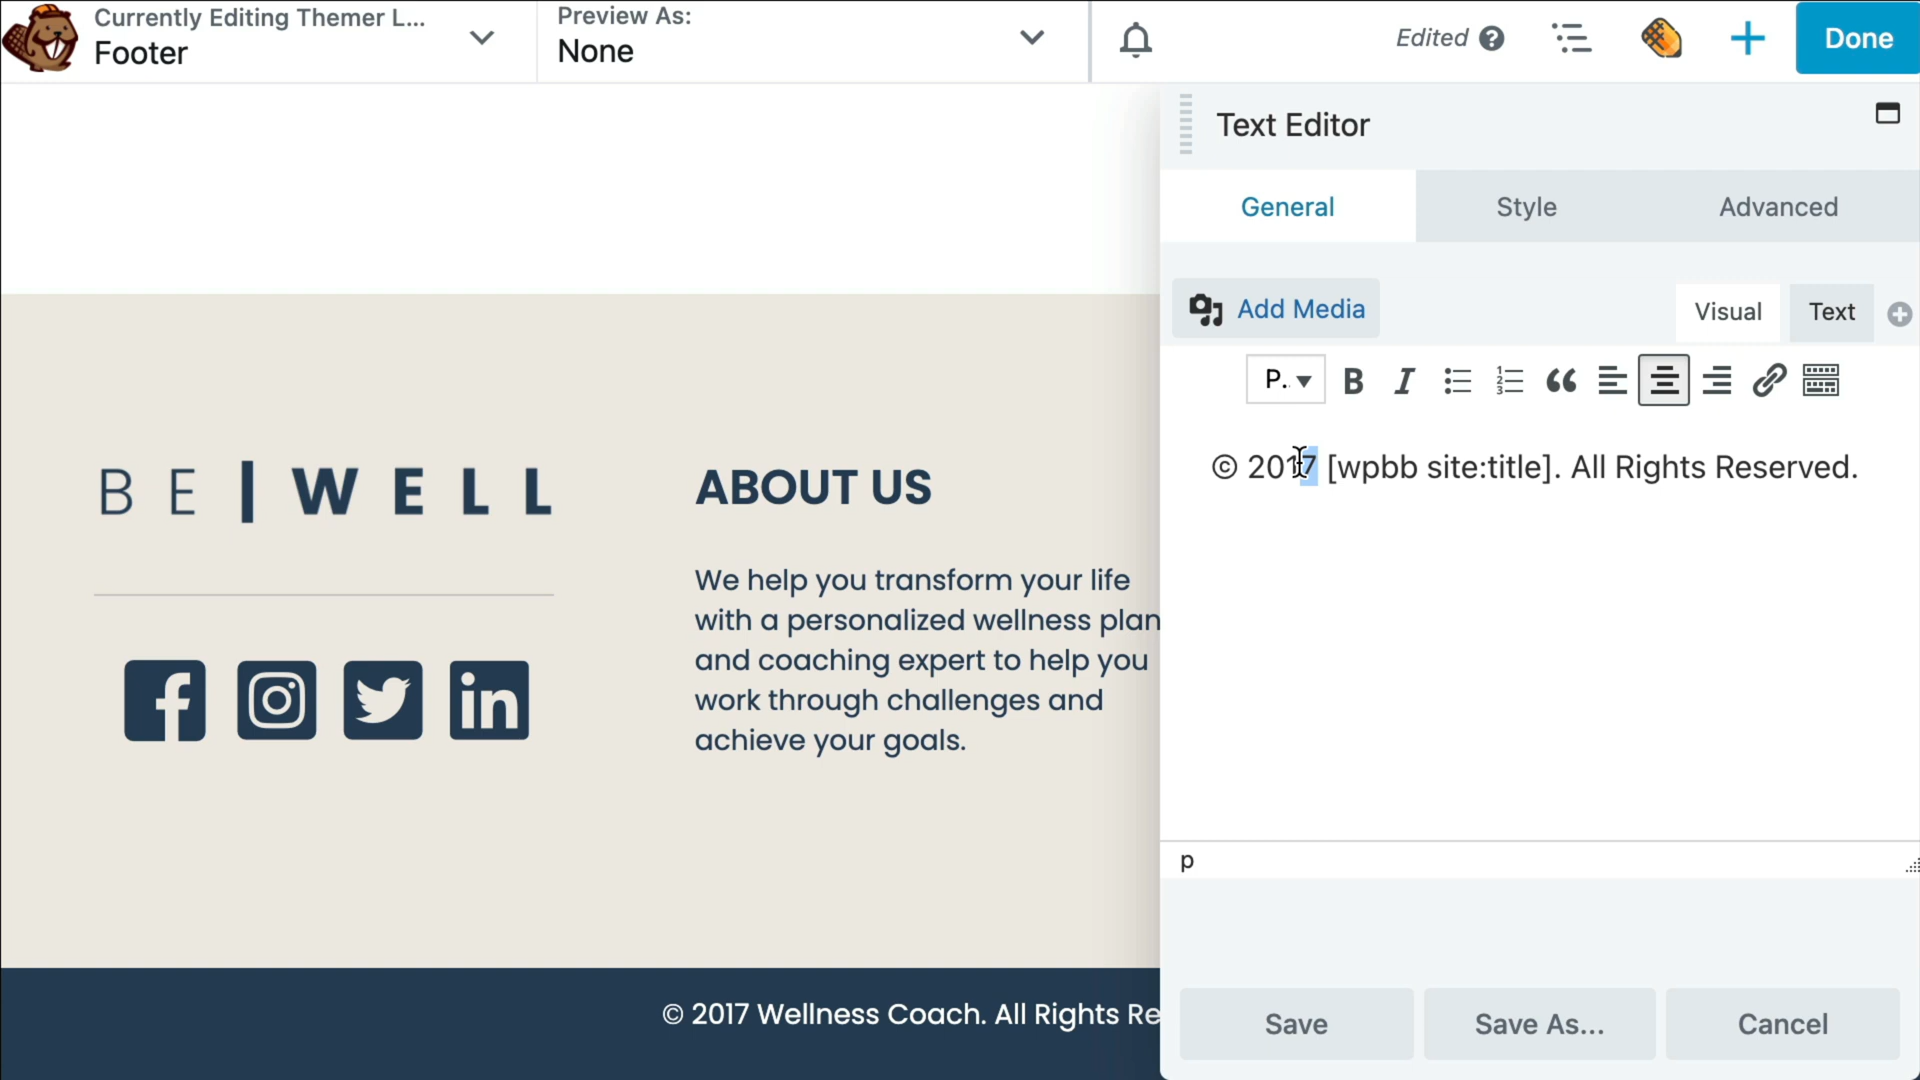 Currently Editing Themer L...
Footer
Preview As:
None
Edited ?
Done
Text Editor
General
Style
Advanced
Add Media
Visual
Text
P.
B
I
© 2017 [wpbb site:title]. All Rights Reserved.
p
Save
Save As...
Cancel
BE | WELL
ABOUT US
We help you transform your life
with a personalized wellness plan
and coaching expert to help you
work through challenges and
achieve your goals.
© 2017 Wellness Coach. All Rights Re